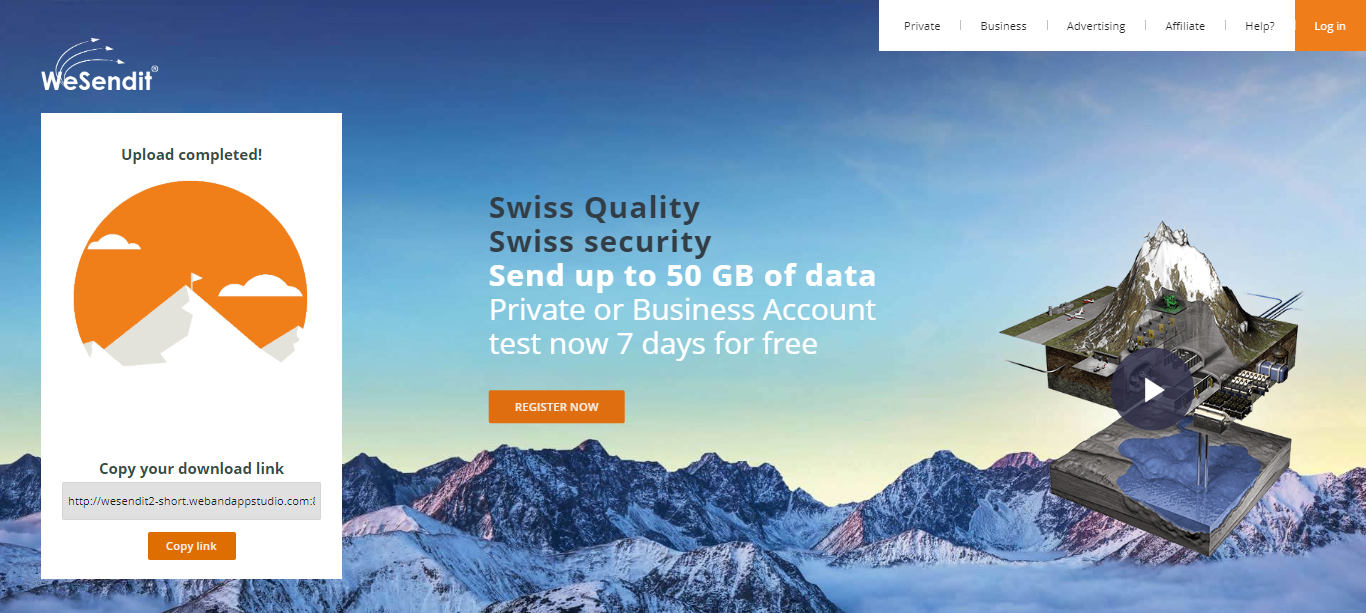 Private
Business
Advertising
Affiliate
Help?
Log in
WeSendit®
Upload completed!
Swiss Quality
Swiss security
Send up to 50 GB of data
Private or Business Account
test now 7 days for free
REGISTER NOW
Copy your download link
http://wesendit2-short.webandappstudio.com:
Copy link